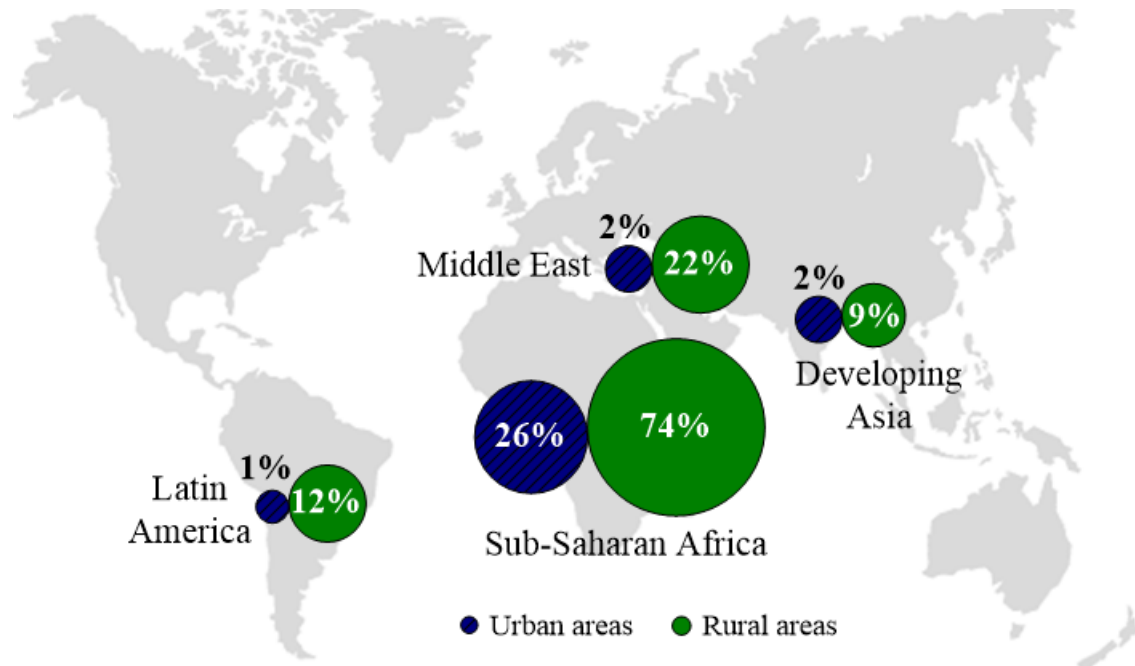 2%
Middle East
22%
2%
9%
Developing
Asia
26%
74%
1%
Latin
America
12%
Sub-Saharan Africa
Urban areas
Rural areas